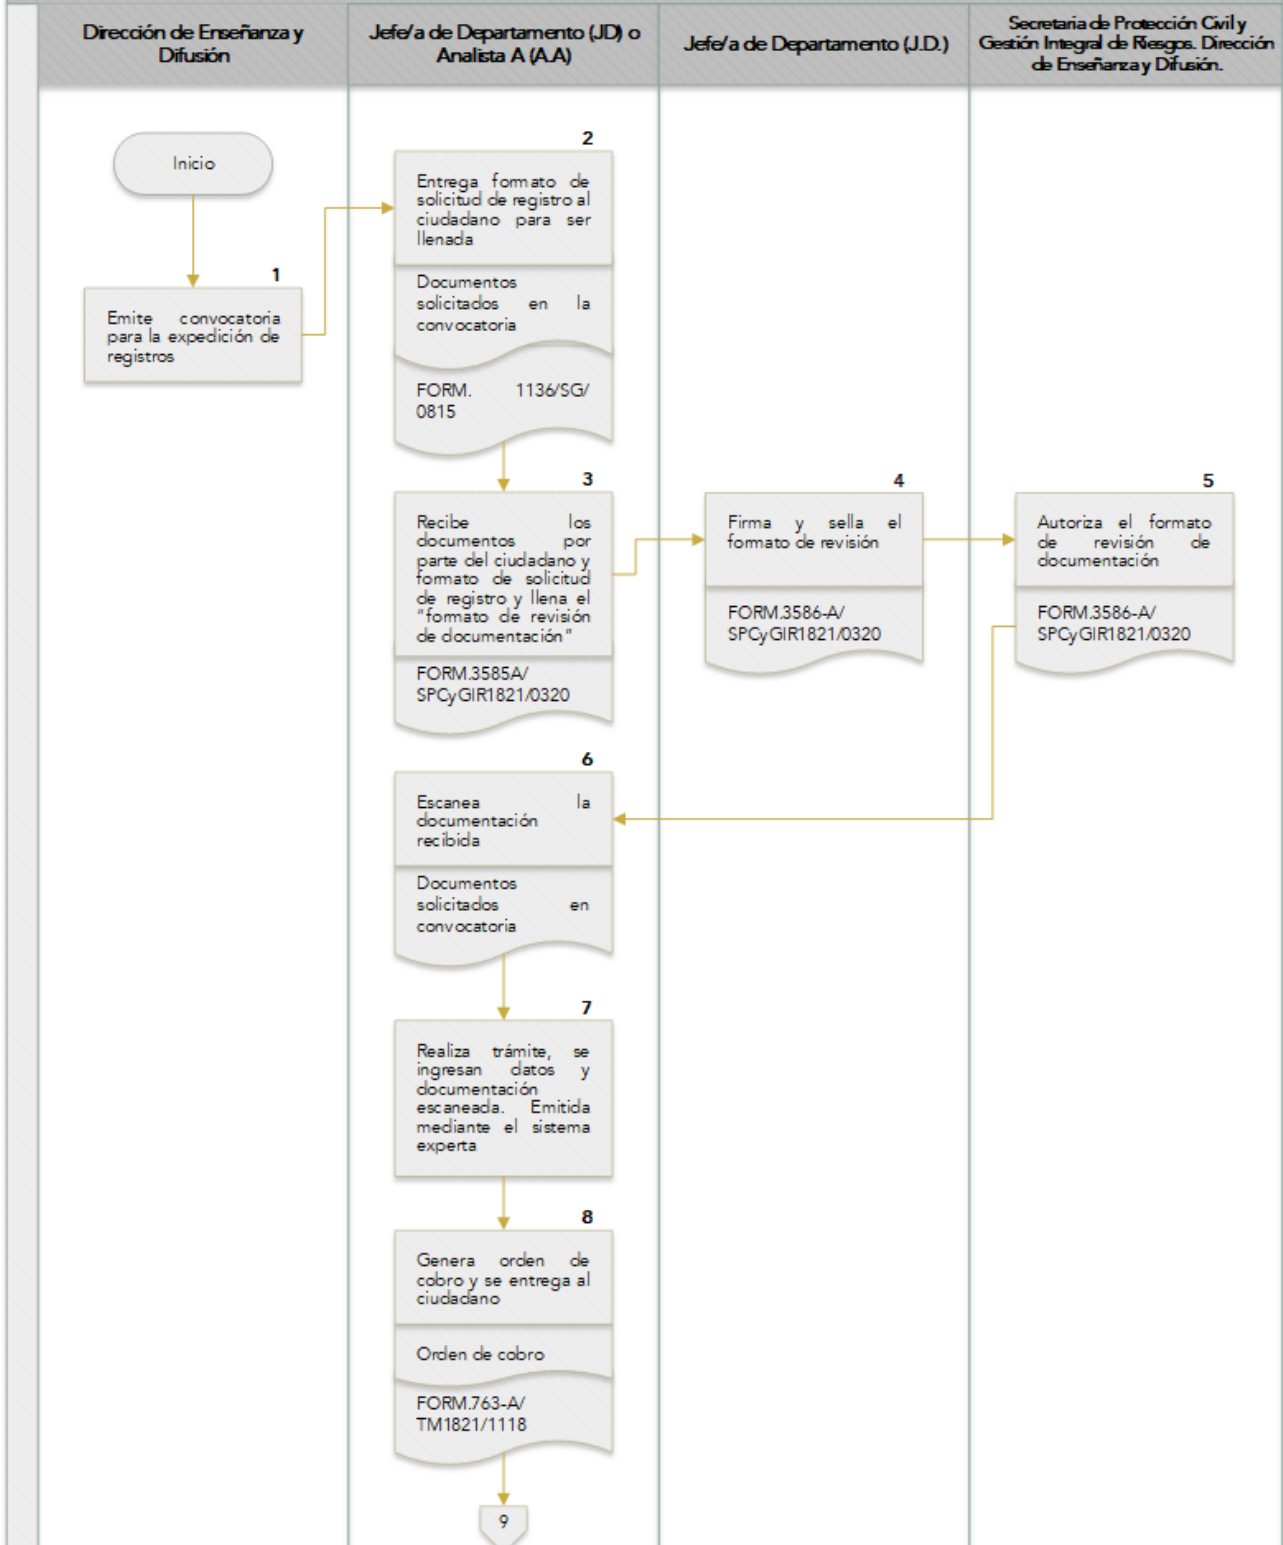 Dirección de Enseñanza y
Difusión
Jefe/a de Departamento (JD) o
Analista A (A.A)
Jefe/a de Departamento (J.D.)
Secretaria de Protección Civil y
Gestión Integral de Riesgos. Dirección
de Enseñanza y Difusión.
Inicio
1
Emite convocatoria
para la expedición de
registros
2
Entrega formato de
solicitud de registro al
ciudadano para ser
llenada
Documentos
solicitados en la
convocatoria
FORM. 1136/SG/
0815
3
Recibe los
documentos por
parte del ciudadano y
formato de solicitud
de registro y llena el
"formato de revisión
de documentación"
FORM.3585A/
SPCyGIR1821/0320
4
Firma y sella el
formato de revisión
FORM.3586-A/
SPCyGIR1821/0320
5
Autoriza el formato
de revisión de
documentación
FORM.3586-A/
SPCyGIR1821/0320
6
Escanea la
documentación
recibida
Documentos
solicitados en
convocatoria
7
Realiza trámite, se
ingresan datos y
documentación
escaneada. Emitida
mediante el sistema
experta
8
Genera orden de
cobro y se entrega al
ciudadano
Orden de cobro
FORM.763-A/
TM1821/1118
9